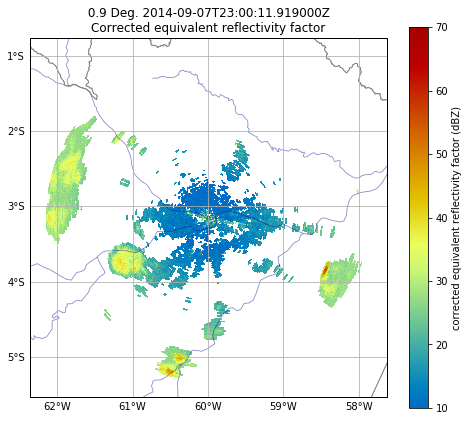 0.9 Deg. 2014-09-07T23:00:11.919000Z
Corrected equivalent reflectivity factor
1°S
2°S
3°S
4°S
5°S
62°W
61°W
60°W
59°W
58°W
70
60
50
40
30
20
10
corrected equivalent reflectivity factor (dBZ)